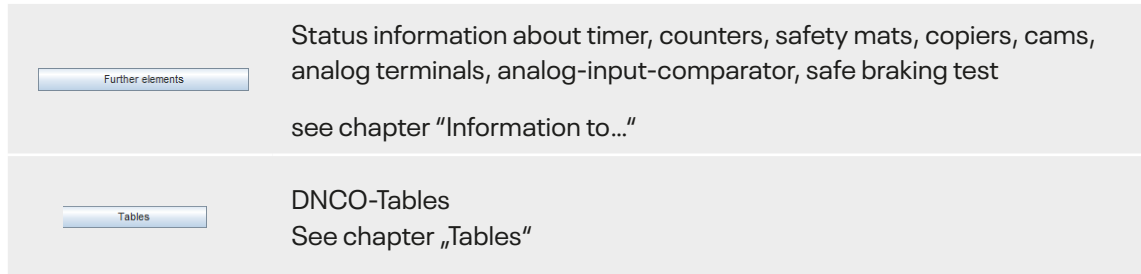 Further elements
Status information about timer, counters, safety mats, copiers, cams,
analog terminals, analog-input-comparator, safe braking test
see chapter “Information to…“
Tables
DNCO-Tables
See chapter „Tables“